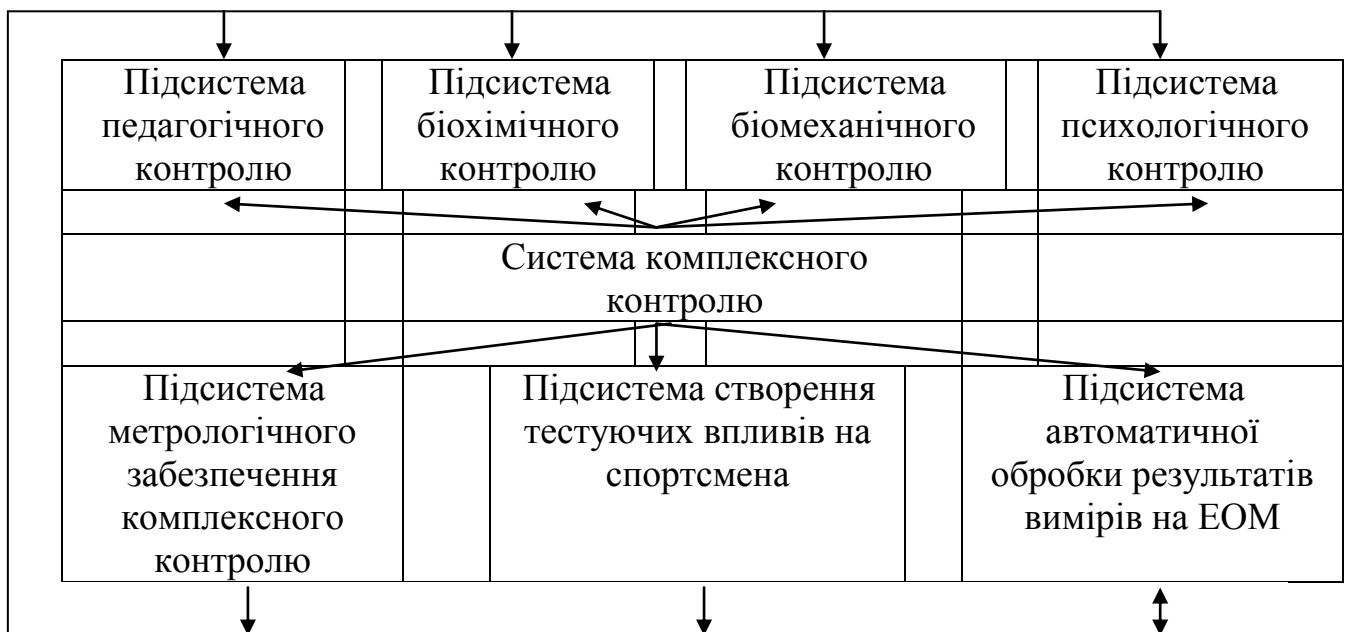 Підсистема
педагогічного
контролю
Підсистема
біохімічного
контролю
Підсистема
біомеханічного
контролю
Підсистема
психологічного
контролю
Система комплексного
контролю
Підсистема
метрологічного
забезпечення
комплексного
контролю
Підсистема створення
тестуючих впливів на
спортсмена
Підсистема
автоматичної
обробки результатів
вимірів на ЕОМ